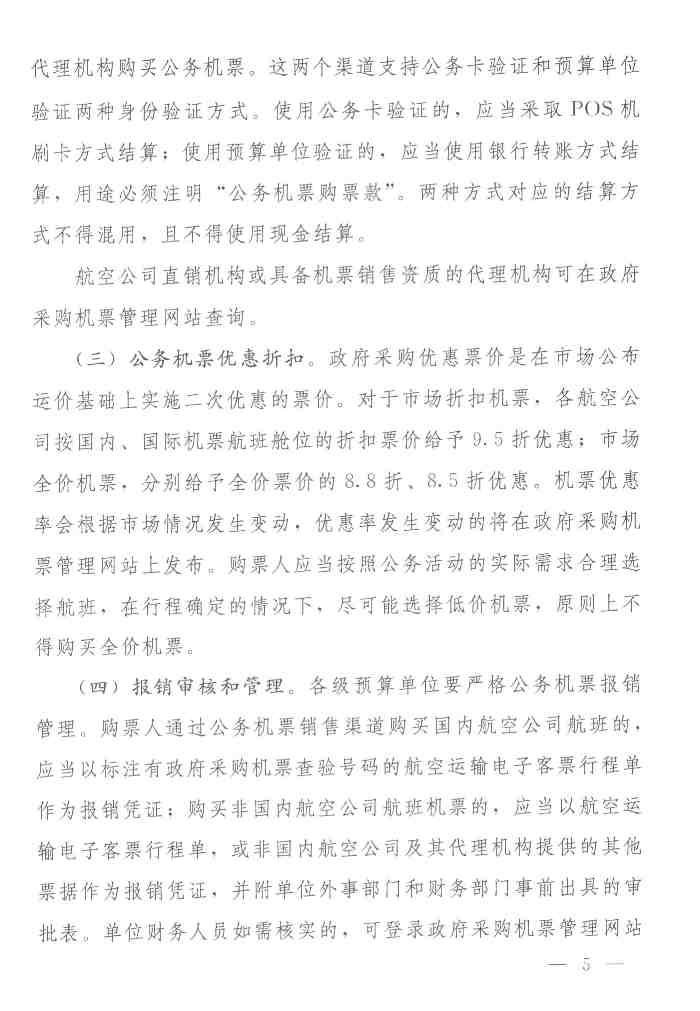 代理机构购买公务机票。这两个渠道支持公务卡验证和预算单位
验证两种身份验证方式。使用公务卡验证的，应当采取 POS 机
刷卡方式结算；使用预算单位验证的，应当使用银行转账方式结
算，用途必须注明“公务机票购票款”。两种方式对应的结算方
式不得混用，且不得使用现金结算。
航空公司直销机构或具备机票销售资质的代理机构可在政府
采购机票管理网站查询。
（三）公务机票优惠折扣。政府采购优惠票价是在市场公布
运价基础上实施二次优惠的票价。对于市场折扣机票，各航空公
司按国内、国际机票航班舱位的折扣票价给予 9.5 折优惠；市场
全价机票，分别给予全价票价的 8.8 折、8.5 折优惠。机票优惠
率会根据市场情况发生变动，优惠率发生变动的将在政府采购机
票管理网站上发布。购票人应当按照公务活动的实际需求合理选
择航班，在行程确定的情况下，尽可能选择低价机票，原则上不
得购买全价机票。
（四）报销审核和管理。各级预算单位要严格公务机票报销
管理。购票人通过公务机票销售渠道购买国内航空公司航班的，
应当以标注有政府采购机票查验号码的航空运输电子客票行程单
作为报销凭证；购买非国内航空公司航班机票的，应当以航空运
输电子客票行程单，或非国内航空公司及其代理机构提供的其他
票据作为报销凭证，并附单位外事部门和财务部门事前出具的审
批表。单位财务人员如需核实的，可登录政府采购机票管理网站
— 5 —